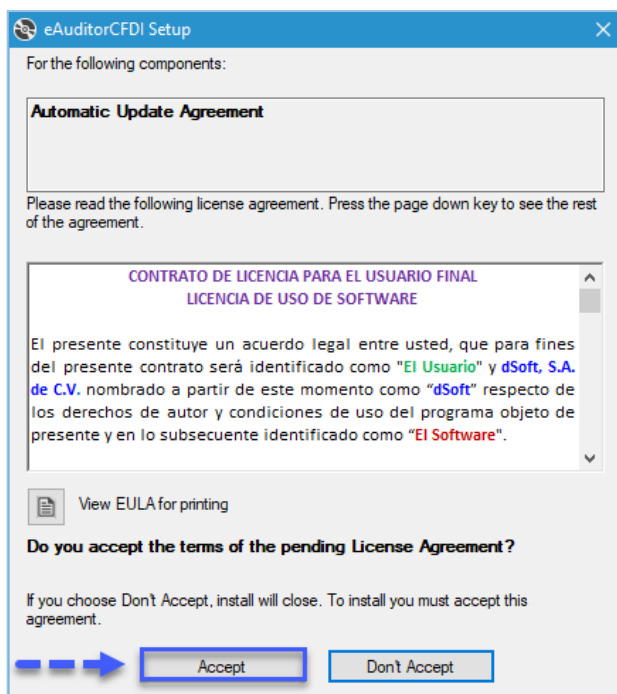 eAuditorCFDI Setup
For the following components:
Automatic Update Agreement
Please read the following license agreement. Press the page down key to see the rest
of the agreement.
CONTRATO DE LICENCIA PARA EL USUARIO FINAL
LICENCIA DE USO DE SOFTWARE
El presente constituye un acuerdo legal entre usted, que para fines
del presente contrato será identificado como "El Usuario" y dSoft, S.A.
de C.V. nombrado a partir de este momento como “dSoft” respecto de
los derechos de autor y condiciones de uso del programa objeto de
presente y en lo subsecuente identificado como “El Software".
View EULA for printing
Do you accept the terms of the pending License Agreement?
If you choose Don't Accept, install will close. To install you must accept this
agreement.
Accept Don't Accept